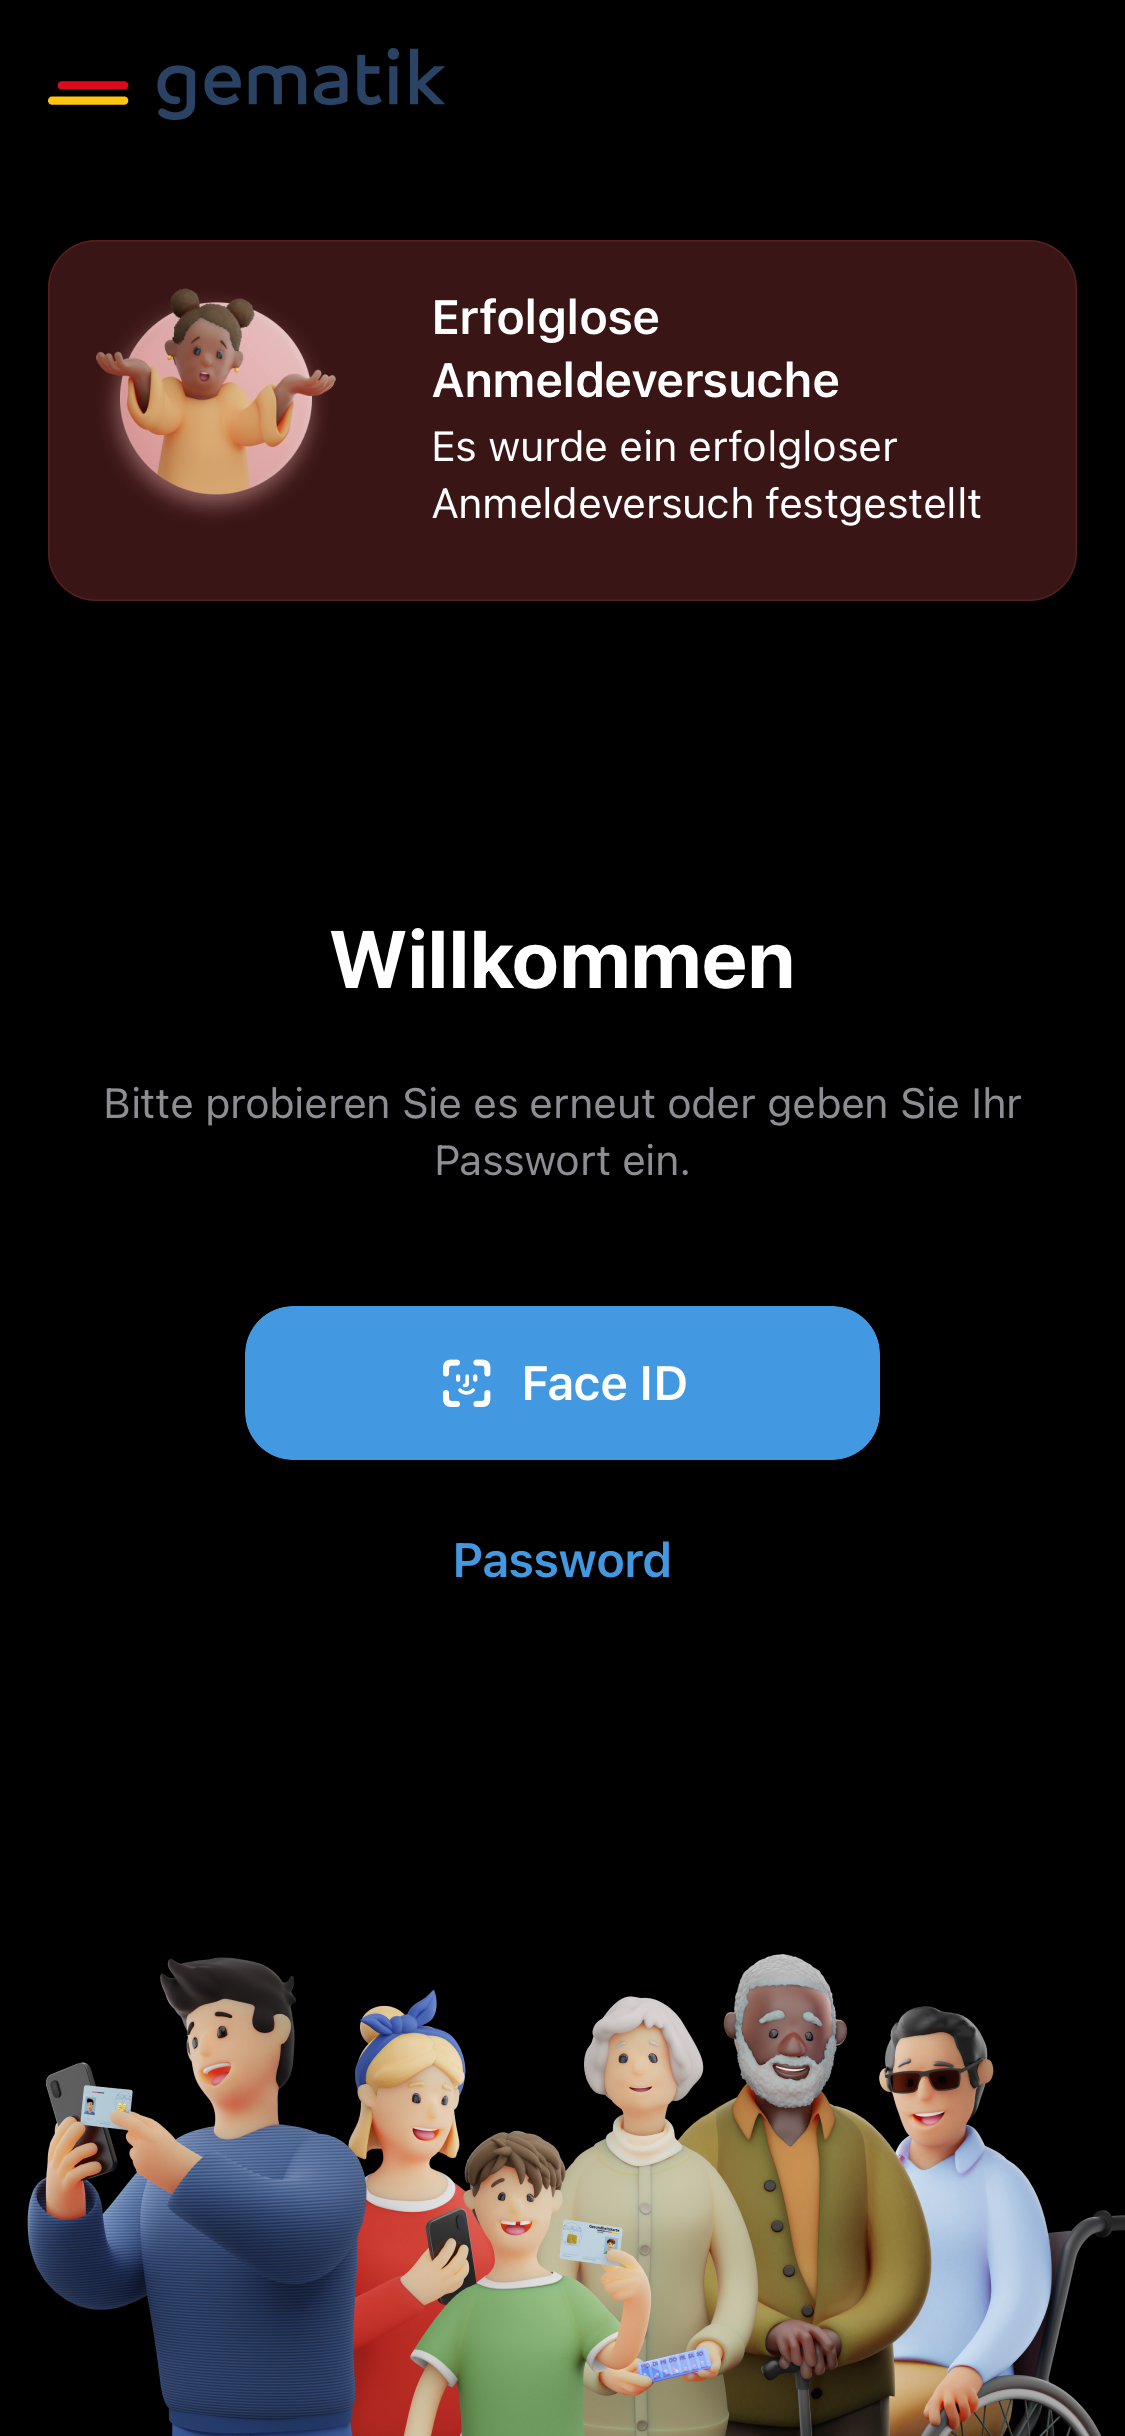 gematik
Erfolglose
Anmeldeversuche
Es wurde ein erfolgloser
Anmeldeversuch festgestellt
Willkommen
Bitte probieren Sie es erneut oder geben Sie Ihr
Passwort ein.
Face ID
Password